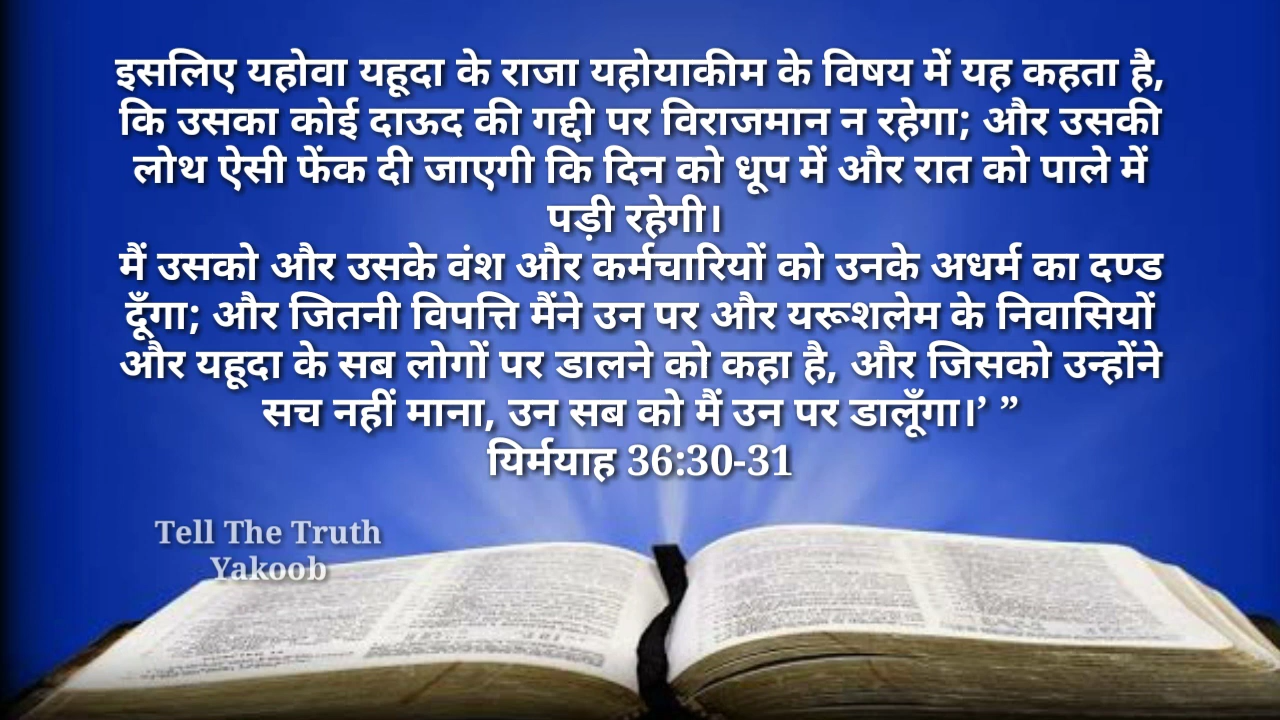 इसलिए यहोवा यहूदा के राजा यहोयाकीम के विषय में यह कहता है,
कि उसका कोई दाऊद की गद्दी पर विराजमान न रहेगा; और उसकी
लोथ ऐसी फेंक दी जाएगी कि दिन को धूप में और रात को पाले में
पड़ी रहेगी।
मैं उसको और उसके वंश और कर्मचारियों को उनके अधर्म का दण्ड
दूँगा; और जितनी विपत्ति मैंने उन पर और यरूशलेम के निवासियों
और यहूदा के सब लोगों पर डालने को कहा है, और जिसको उन्होंने
सच नहीं माना, उन सब को मैं उन पर डालूँगा।’ ”
यिर्मयाह 36:30-31
Tell The Truth
Yakoob